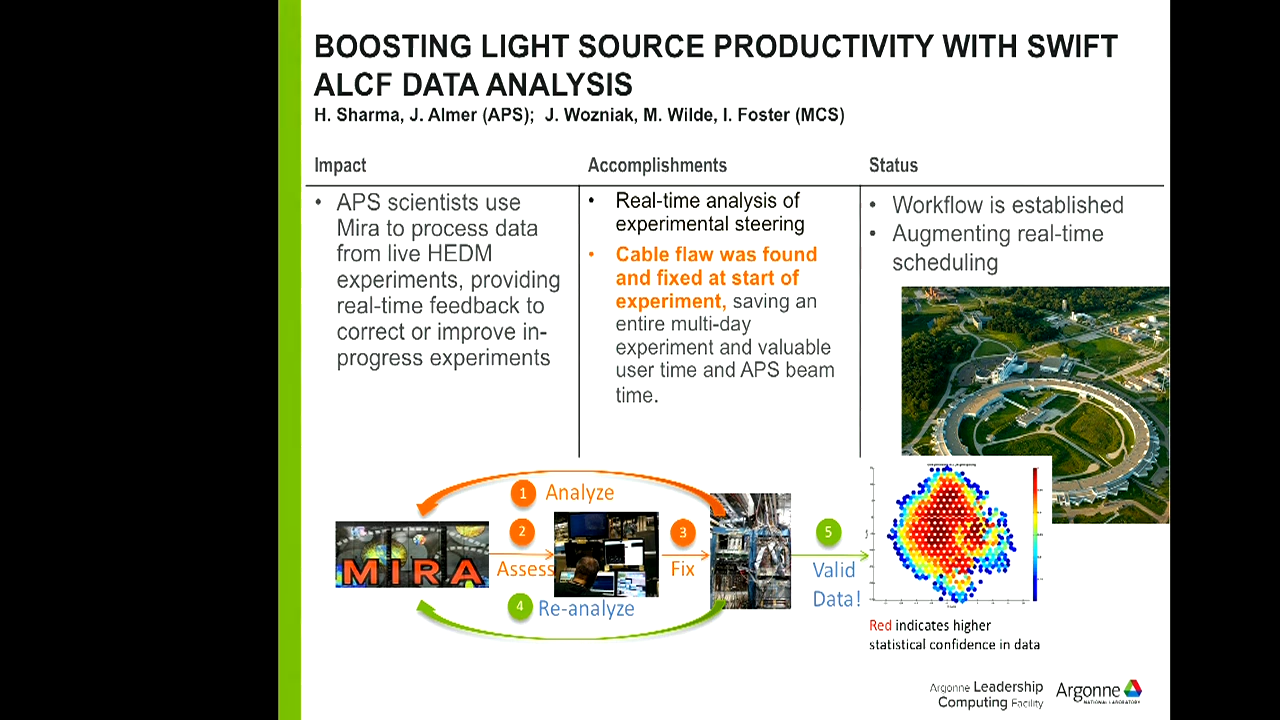 BOOSTING LIGHT SOURCE PRODUCTIVITY WITH SWIFT
ALCF DATA ANALYSIS
H. Sharma, J. Almer (APS);  J. Wozniak, M. Wilde, I. Foster (MCS)
Impact
• APS scientists use
Mira to process data
from live HEDM
experiments, providing
real-time feedback to
correct or improve in-
progress experiments
Accomplishments
• Real-time analysis of
experimental steering
• Cable flaw was found
and fixed at start of
experiment, saving an
entire multi-day
experiment and valuable
user time and APS beam
time.
Status
• Workflow is established
• Augmenting real-time
scheduling
1 Analyze
MIRA
2
Assess
3
Fix
4 Re-analyze
5
Valid
Data!
Red indicates higher
statistical confidence in data
Argonne Leadership
Computing Facility
Argonne
NATIONAL LABORATORY